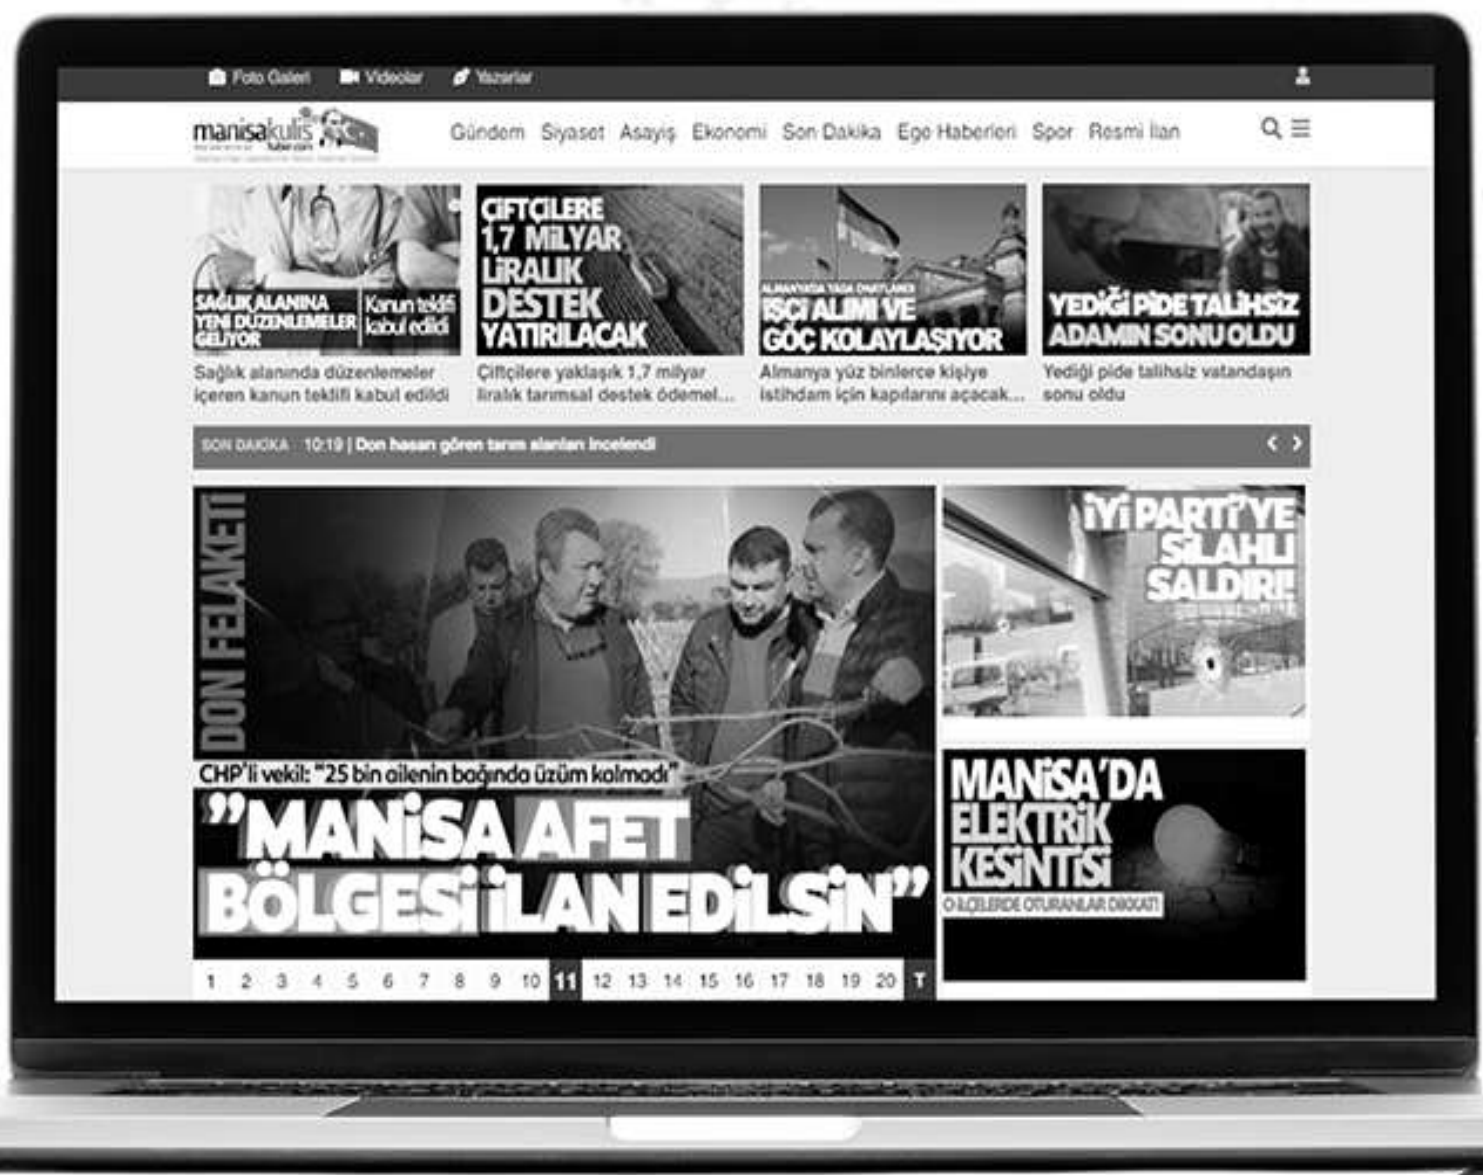 Foto Galeri Videolar Yazarlar
manisakulis
haber.com
Gündem Siyaset Asayiş Ekonomi Son Dakika Ege Haberleri Spor Resmi İlan
SAĞLIK ALANINA
YENİ DÜZENLEMELER
GELİYOR
Kanun teklifi
kabul edildi
Sağlık alanında düzenlemeler
içeren kanun teklifi kabul edildi
ÇİFTÇİLERE
1,7 MİLYAR
LİRALIK
DESTEK
YATIRILACAK
Çiftçilere yaklaşık 1,7 milyar
liralık tarımsal destek ödemel...
ALMANYA'DA YASA ONAYLANDI
İŞÇİ ALIMI VE
GÖÇ KOLAYLAŞIYOR
Almanya yüz binlerce kişiye
istihdam için kapılarını açacak...
YEDİĞİ PİDE TALİHSİZ
ADAMIN SONU OLDU
Yediği pide talihsiz vatandaşın
sonu oldu
SON DAKİKA 10:19 | Don hasarı gören tarım alanları incelendi
DON FELAKETİ
CHP'li vekil: "25 bin ailenin bağında üzüm kalmadı"
"MANİSA AFET
BÖLGESİ İLAN EDİLSİN"
1 2 3 4 5 6 7 8 9 10 11 12 13 14 15 16 17 18 19 20 T
İYİ PARTİ'YE
SİLAHLI
SALDIRI!
MANİSA'DA
ELEKTRİK
KESİNTİSİ
O İLÇELERDE OTURANLAR DİKKAT!